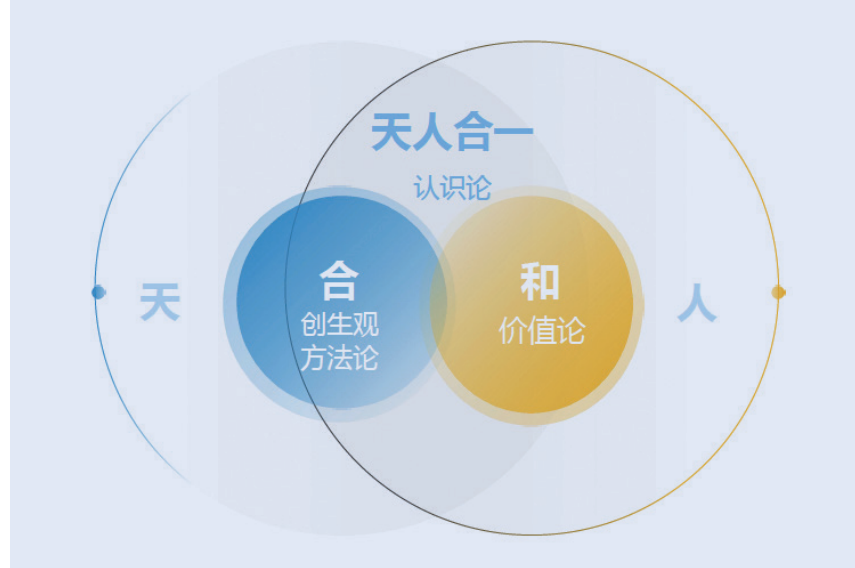 天人合一
认识论
天
合
创生观
方法论
和
价值论
人